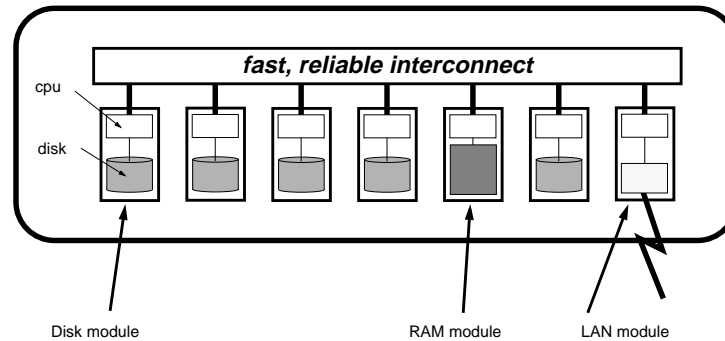 fast, reliable interconnect
cpu
disk
Disk module
RAM module
LAN module